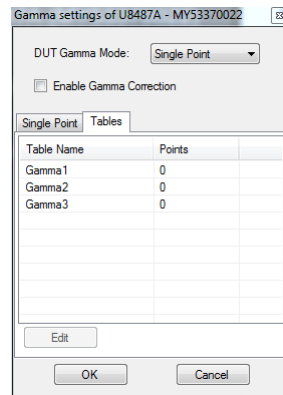 Gamma settings of U8487A - MY53370022
DUT Gamma Mode: Single Point
Enable Gamma Correction
Single Point Tables
Table Name Points
Gamma1 0
Gamma2 0
Gamma3 0
Edit
OK Cancel